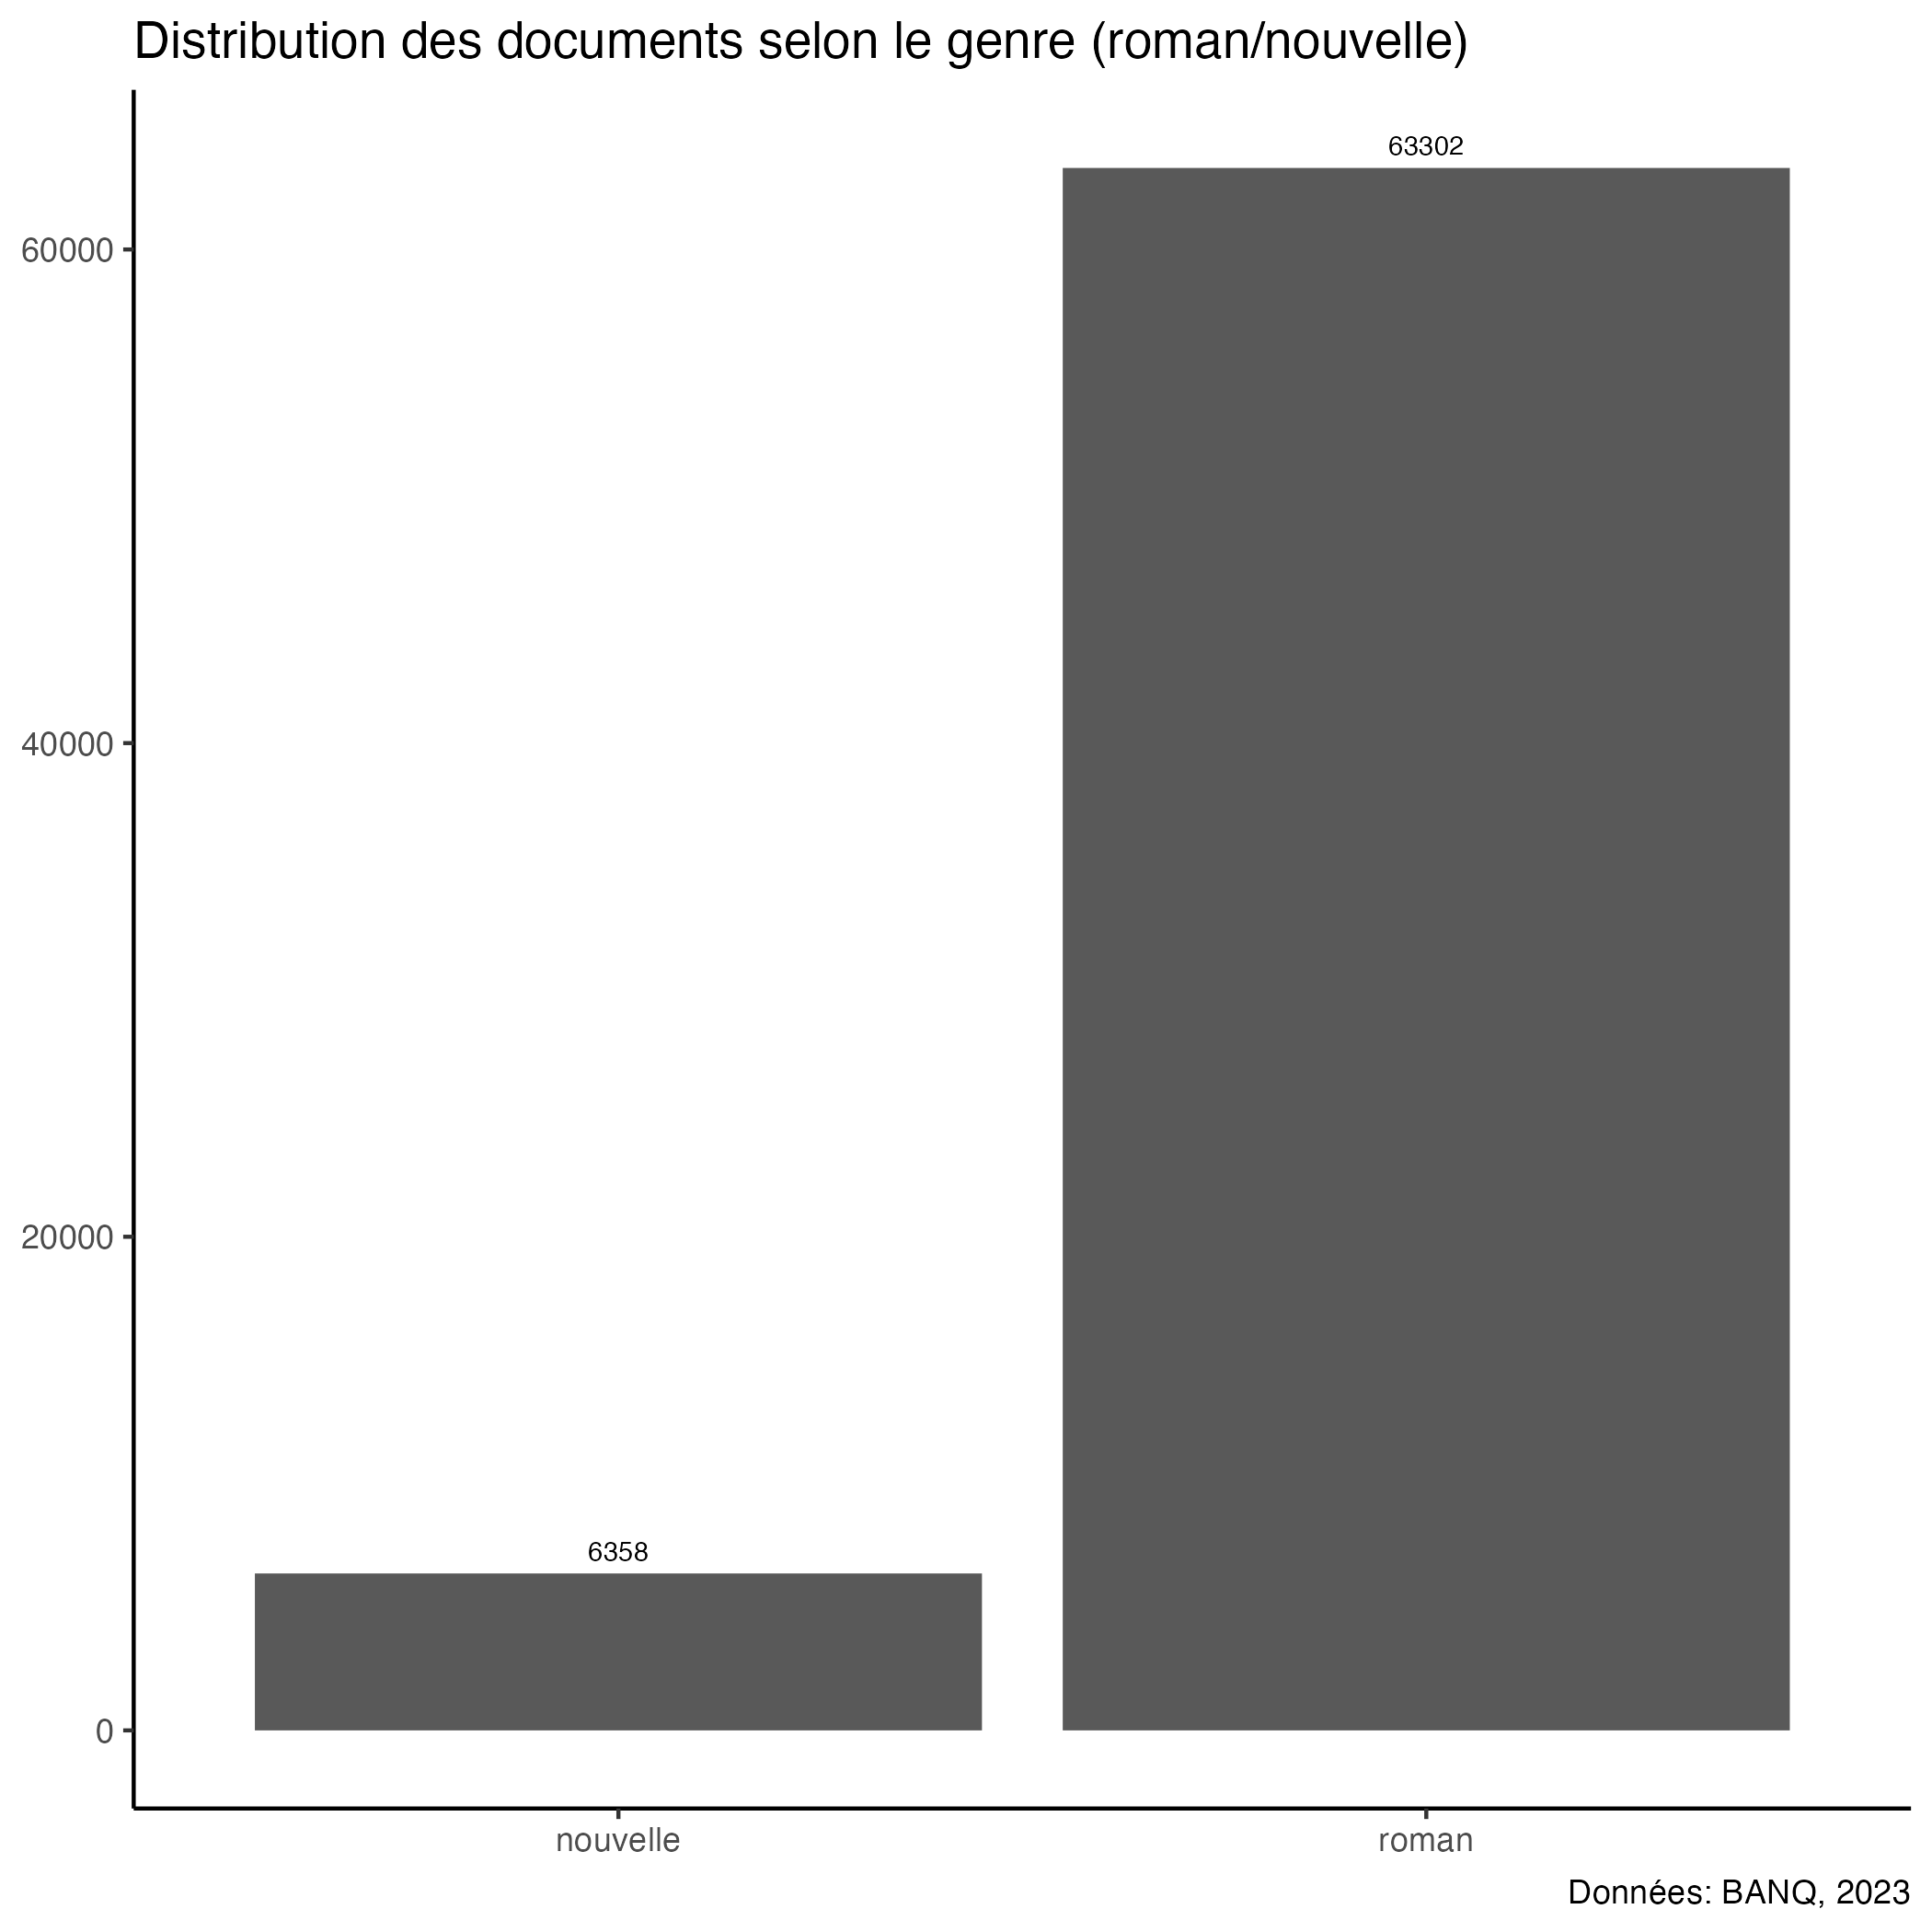 Distribution des documents selon le genre (roman/nouvelle)
63302
60000
40000
20000
6358
0
nouvelle
roman
Données: BANQ, 2023